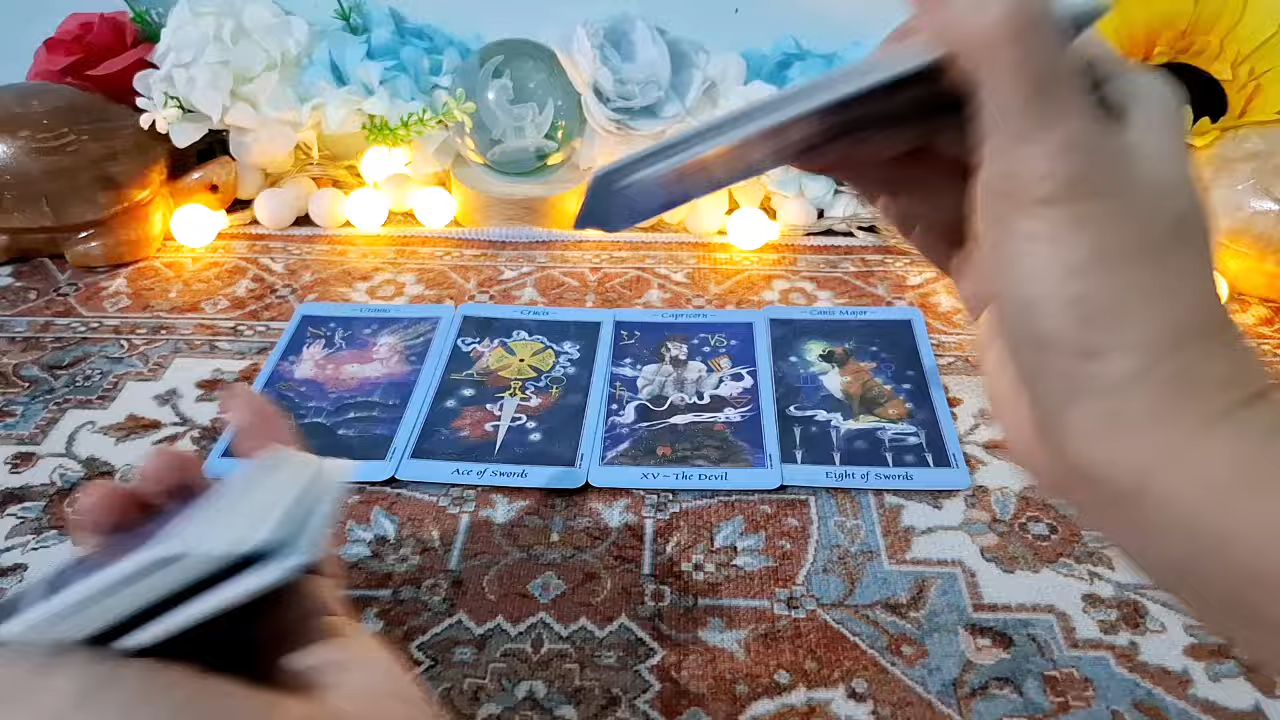 ~ Uranus ~
~ Crucis ~
~ Capricorn ~
~ Canis Major ~
Ace of Swords
XV ~ The Devil
Eight of Swords